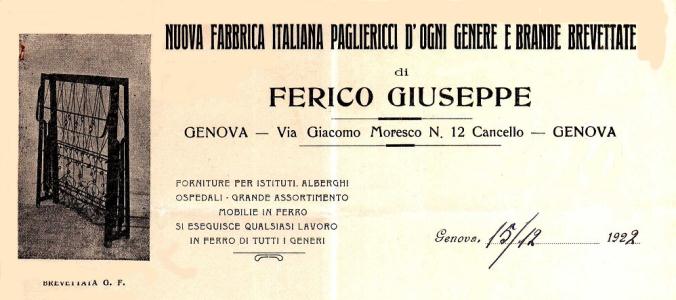 NUOVA FABBRICA ITALIANA PAGLIERICCI D' OGNI GENERE E BRANDE BREVETTATE
di
FERICO GIUSEPPE
GENOVA — Via Giacomo Moresco N. 12 Cancello — GENOVA
FORNITURE PER ISTITUTI, ALBERGHI
OSPEDALI - GRANDE ASSORTIMENTO
MOBILIE IN FERRO
SI ESEGUISCE QUALSIASI LAVORO
IN FERRO DI TUTTI I GENERI
Genova, 15/12 1922
BREVETTATA G. F.